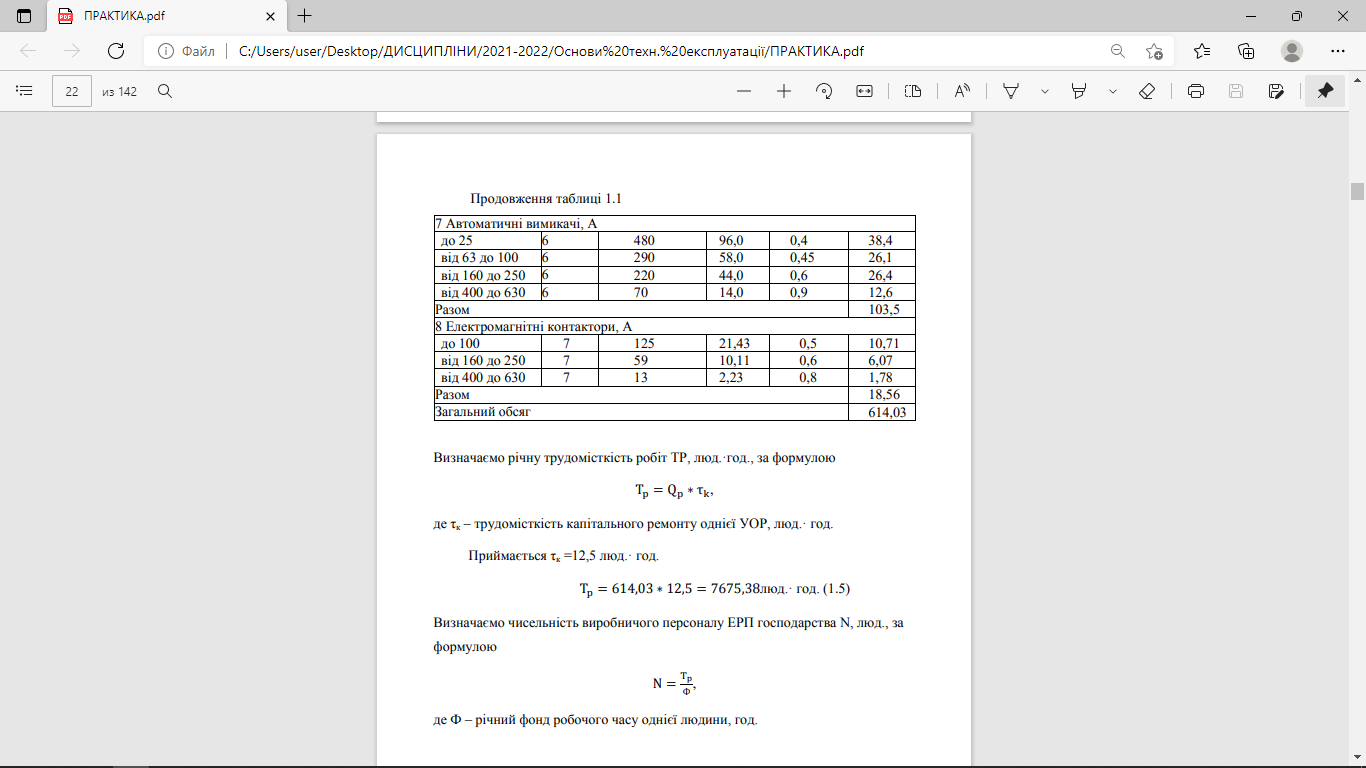 ПРАКТИКА.pdf
Файл C:/Users/user/Desktop/ДИСЦИПЛІНИ/2021-2022/Основи%20техн.%20експлуатації/ПРАКТИКА.pdf
22 из 142
Продовження таблиці 1.1
7 Автоматичні вимикачі, А
до 25 6 480 96,0 0,4 38,4
від 63 до 100 6 290 58,0 0,45 26,1
від 160 до 250 6 220 44,0 0,6 26,4
від 400 до 630 6 70 14,0 0,9 12,6
Разом 103,5
8 Електромагнітні контактори, А
до 100 7 125 21,43 0,5 10,71
від 160 до 250 7 59 10,11 0,6 6,07
від 400 до 630 7 13 2,23 0,8 1,78
Разом 18,56
Загальний обсяг 614,03
Визначаємо річну трудомісткість робіт ТР, люд.·год., за формулою
Tр = Qр ∗ τk,
де τк – трудомісткість капітального ремонту однієї УОР, люд.· год.
Приймається τк =12,5 люд.· год.
Tр = 614,03 ∗ 12,5 = 7675,38люд.· год. (1.5)
Визначаємо чисельність виробничого персоналу ЕРП господарства N, люд., за
формулою
N = Tр/Ф,
де Ф – річний фонд робочого часу однієї людини, год.